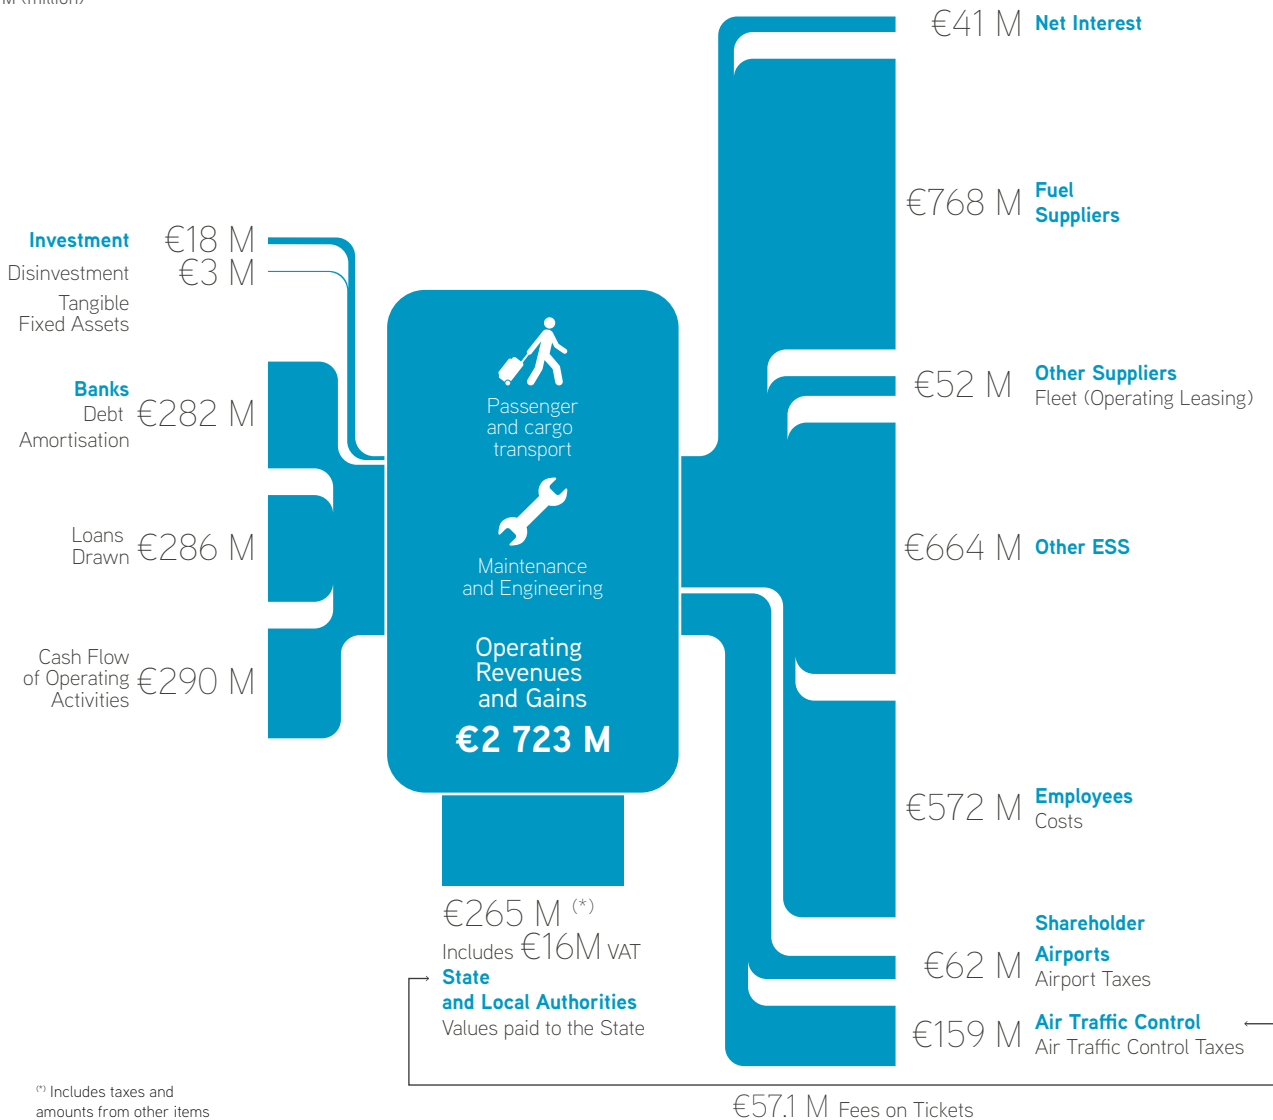 M (million)
€41 M Net Interest
€768 M Fuel
Suppliers
Investment €18 M
Disinvestment €3 M
Tangible
Fixed Assets
Banks
Debt
Amortisation €282 M
Loans
Drawn €286 M
Cash Flow
of Operating
Activities €290 M
Passenger
and cargo
transport
Maintenance
and Engineering
Operating
Revenues
and Gains
€2 723 M
€52 M Other Suppliers
Fleet (Operating Leasing)
€664 M Other ESS
€572 M Employees
Costs
Shareholder
€62 M Airports
Airport Taxes
€159 M Air Traffic Control
Air Traffic Control Taxes
€265 M (*)
Includes €16M VAT
State
and Local Authorities
Values paid to the State
€57.1 M Fees on Tickets
(*) Includes taxes and
amounts from other items